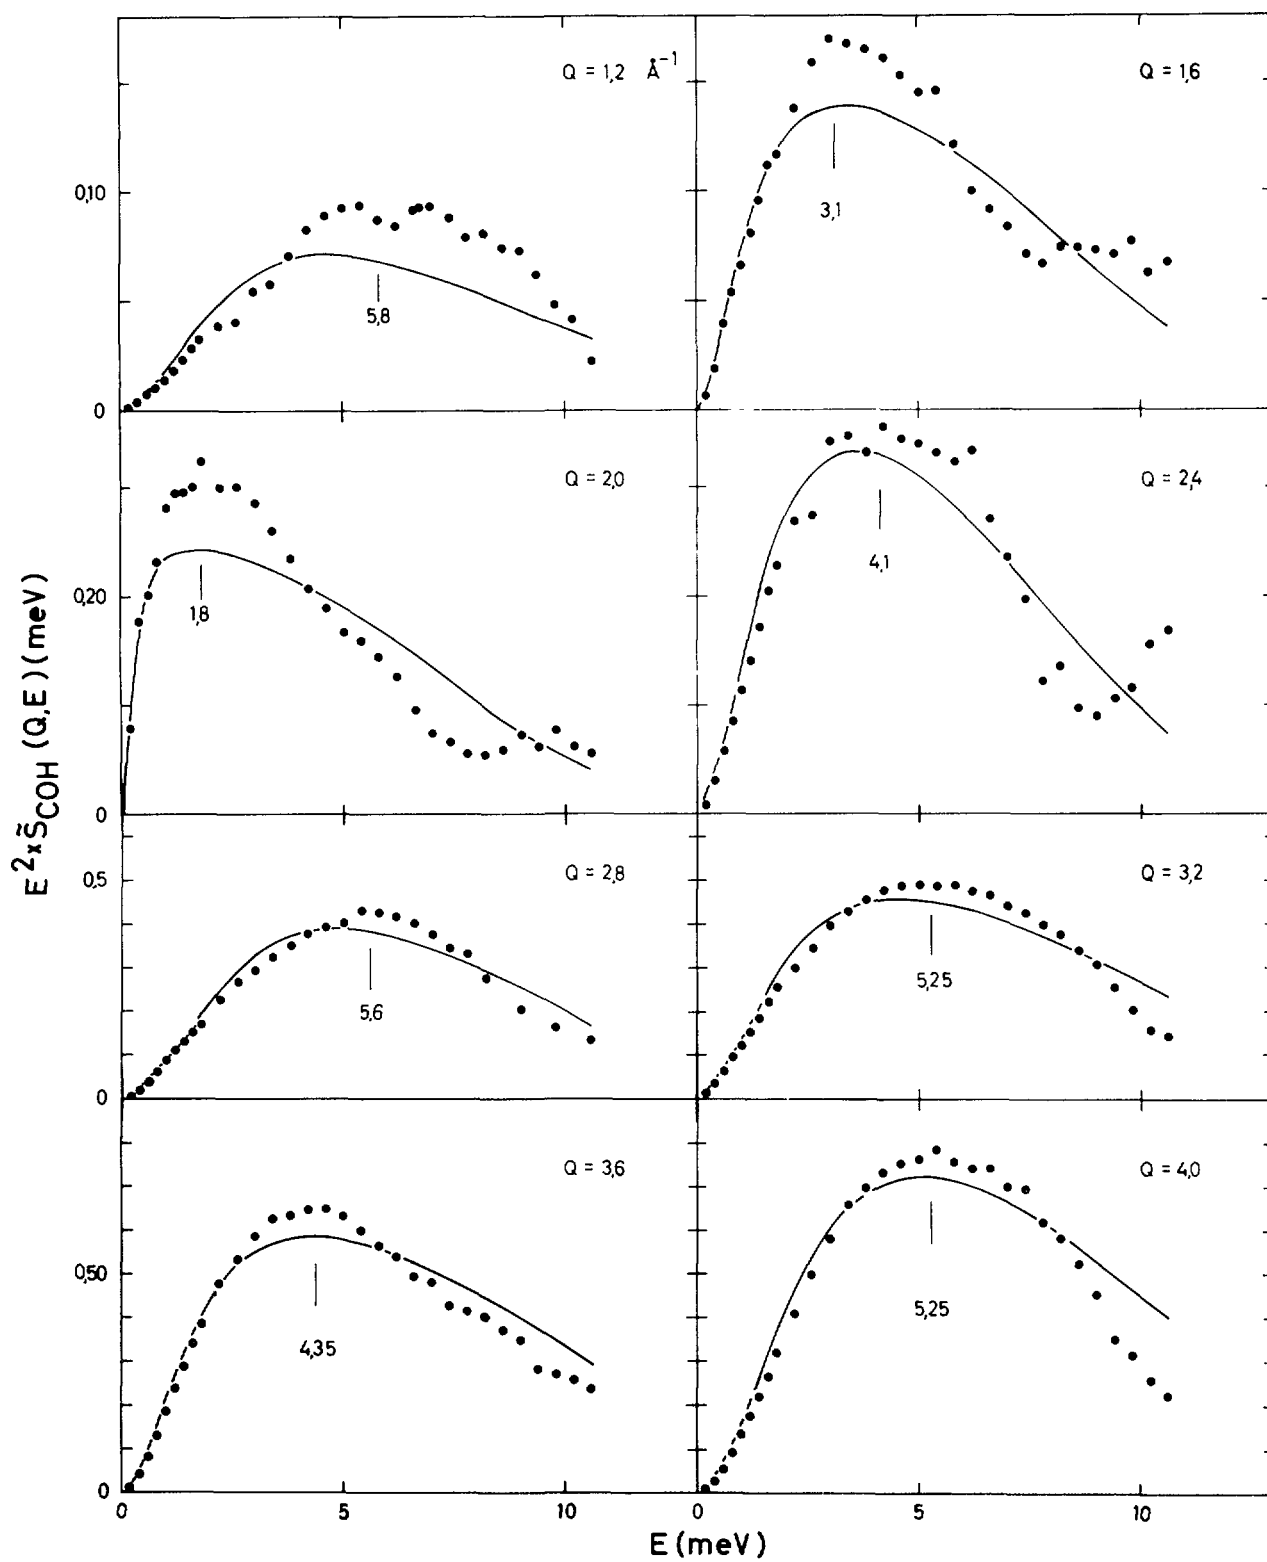 Q = 1,2 Å⁻¹
Q = 1,6
0,10
5,8
3,1
0
Q = 2,0
Q = 2,4
0,20
1,8
4,1
0
Q = 2,8
Q = 3,2
0,5
5,6
5,25
0
Q = 3,6
Q = 4,0
0,50
4,35
5,25
0
0 5 10 0 5 10
E (meV)
E² x S̃COH (Q,E) (meV)